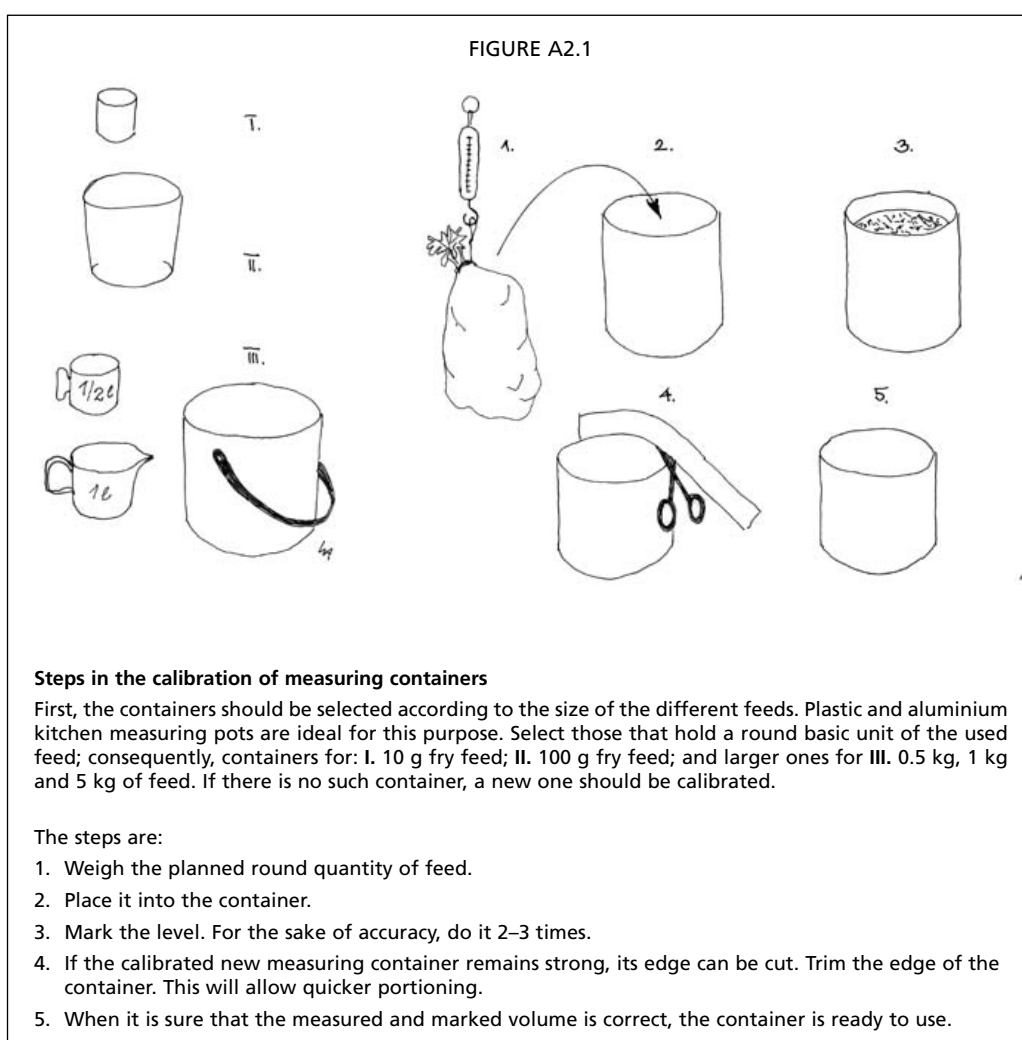 FIGURE A2.1
I.
II.
III.
1/2l
1l
1.
2.
3.
4.
5.
Steps in the calibration of measuring containers
First, the containers should be selected according to the size of the different feeds. Plastic and aluminium
kitchen measuring pots are ideal for this purpose. Select those that hold a round basic unit of the used
feed; consequently, containers for: I. 10 g fry feed; II. 100 g fry feed; and larger ones for III. 0.5 kg, 1 kg
and 5 kg of feed. If there is no such container, a new one should be calibrated.
The steps are:
1. Weigh the planned round quantity of feed.
2. Place it into the container.
3. Mark the level. For the sake of accuracy, do it 2–3 times.
4. If the calibrated new measuring container remains strong, its edge can be cut. Trim the edge of the
container. This will allow quicker portioning.
5. When it is sure that the measured and marked volume is correct, the container is ready to use.